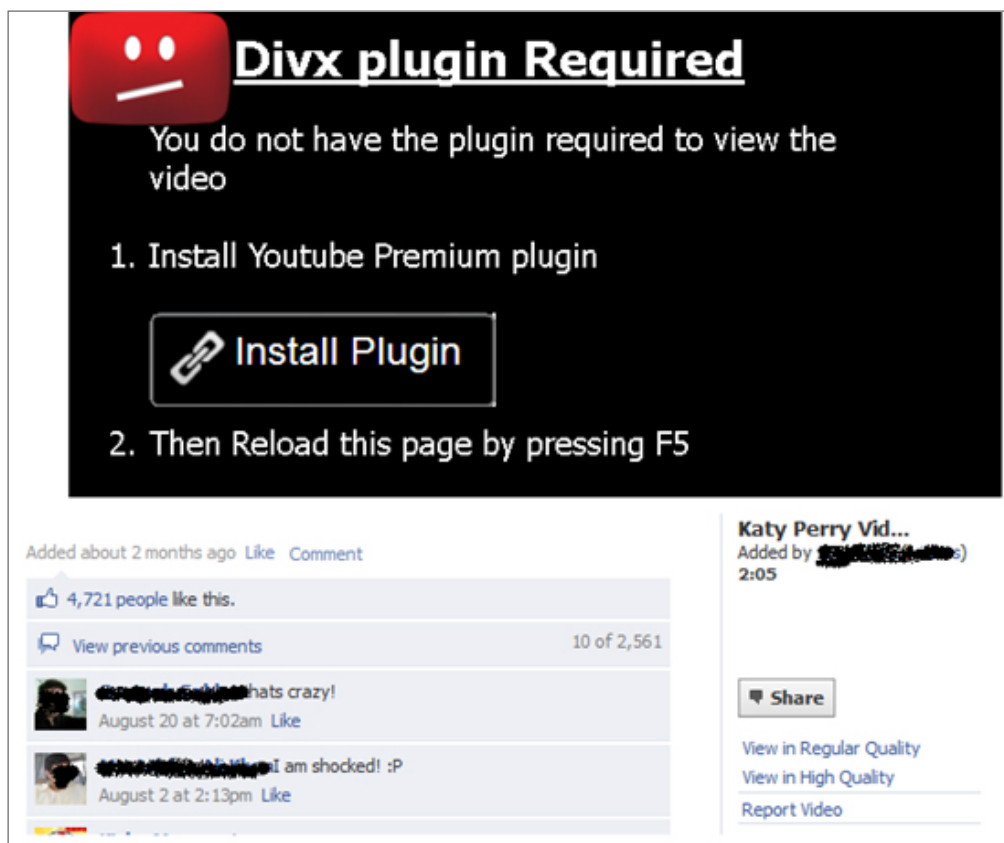 Divx plugin Required
You do not have the plugin required to view the
video
1. Install Youtube Premium plugin
Install Plugin
2. Then Reload this page by pressing F5
Added about 2 months ago Like Comment
4,721 people like this.
View previous comments
10 of 2,561
hats crazy!
August 20 at 7:02am Like
I am shocked! :P
August 2 at 2:13pm Like
Katy Perry Vid...
Added by s)
2:05
Share
View in Regular Quality
View in High Quality
Report Video